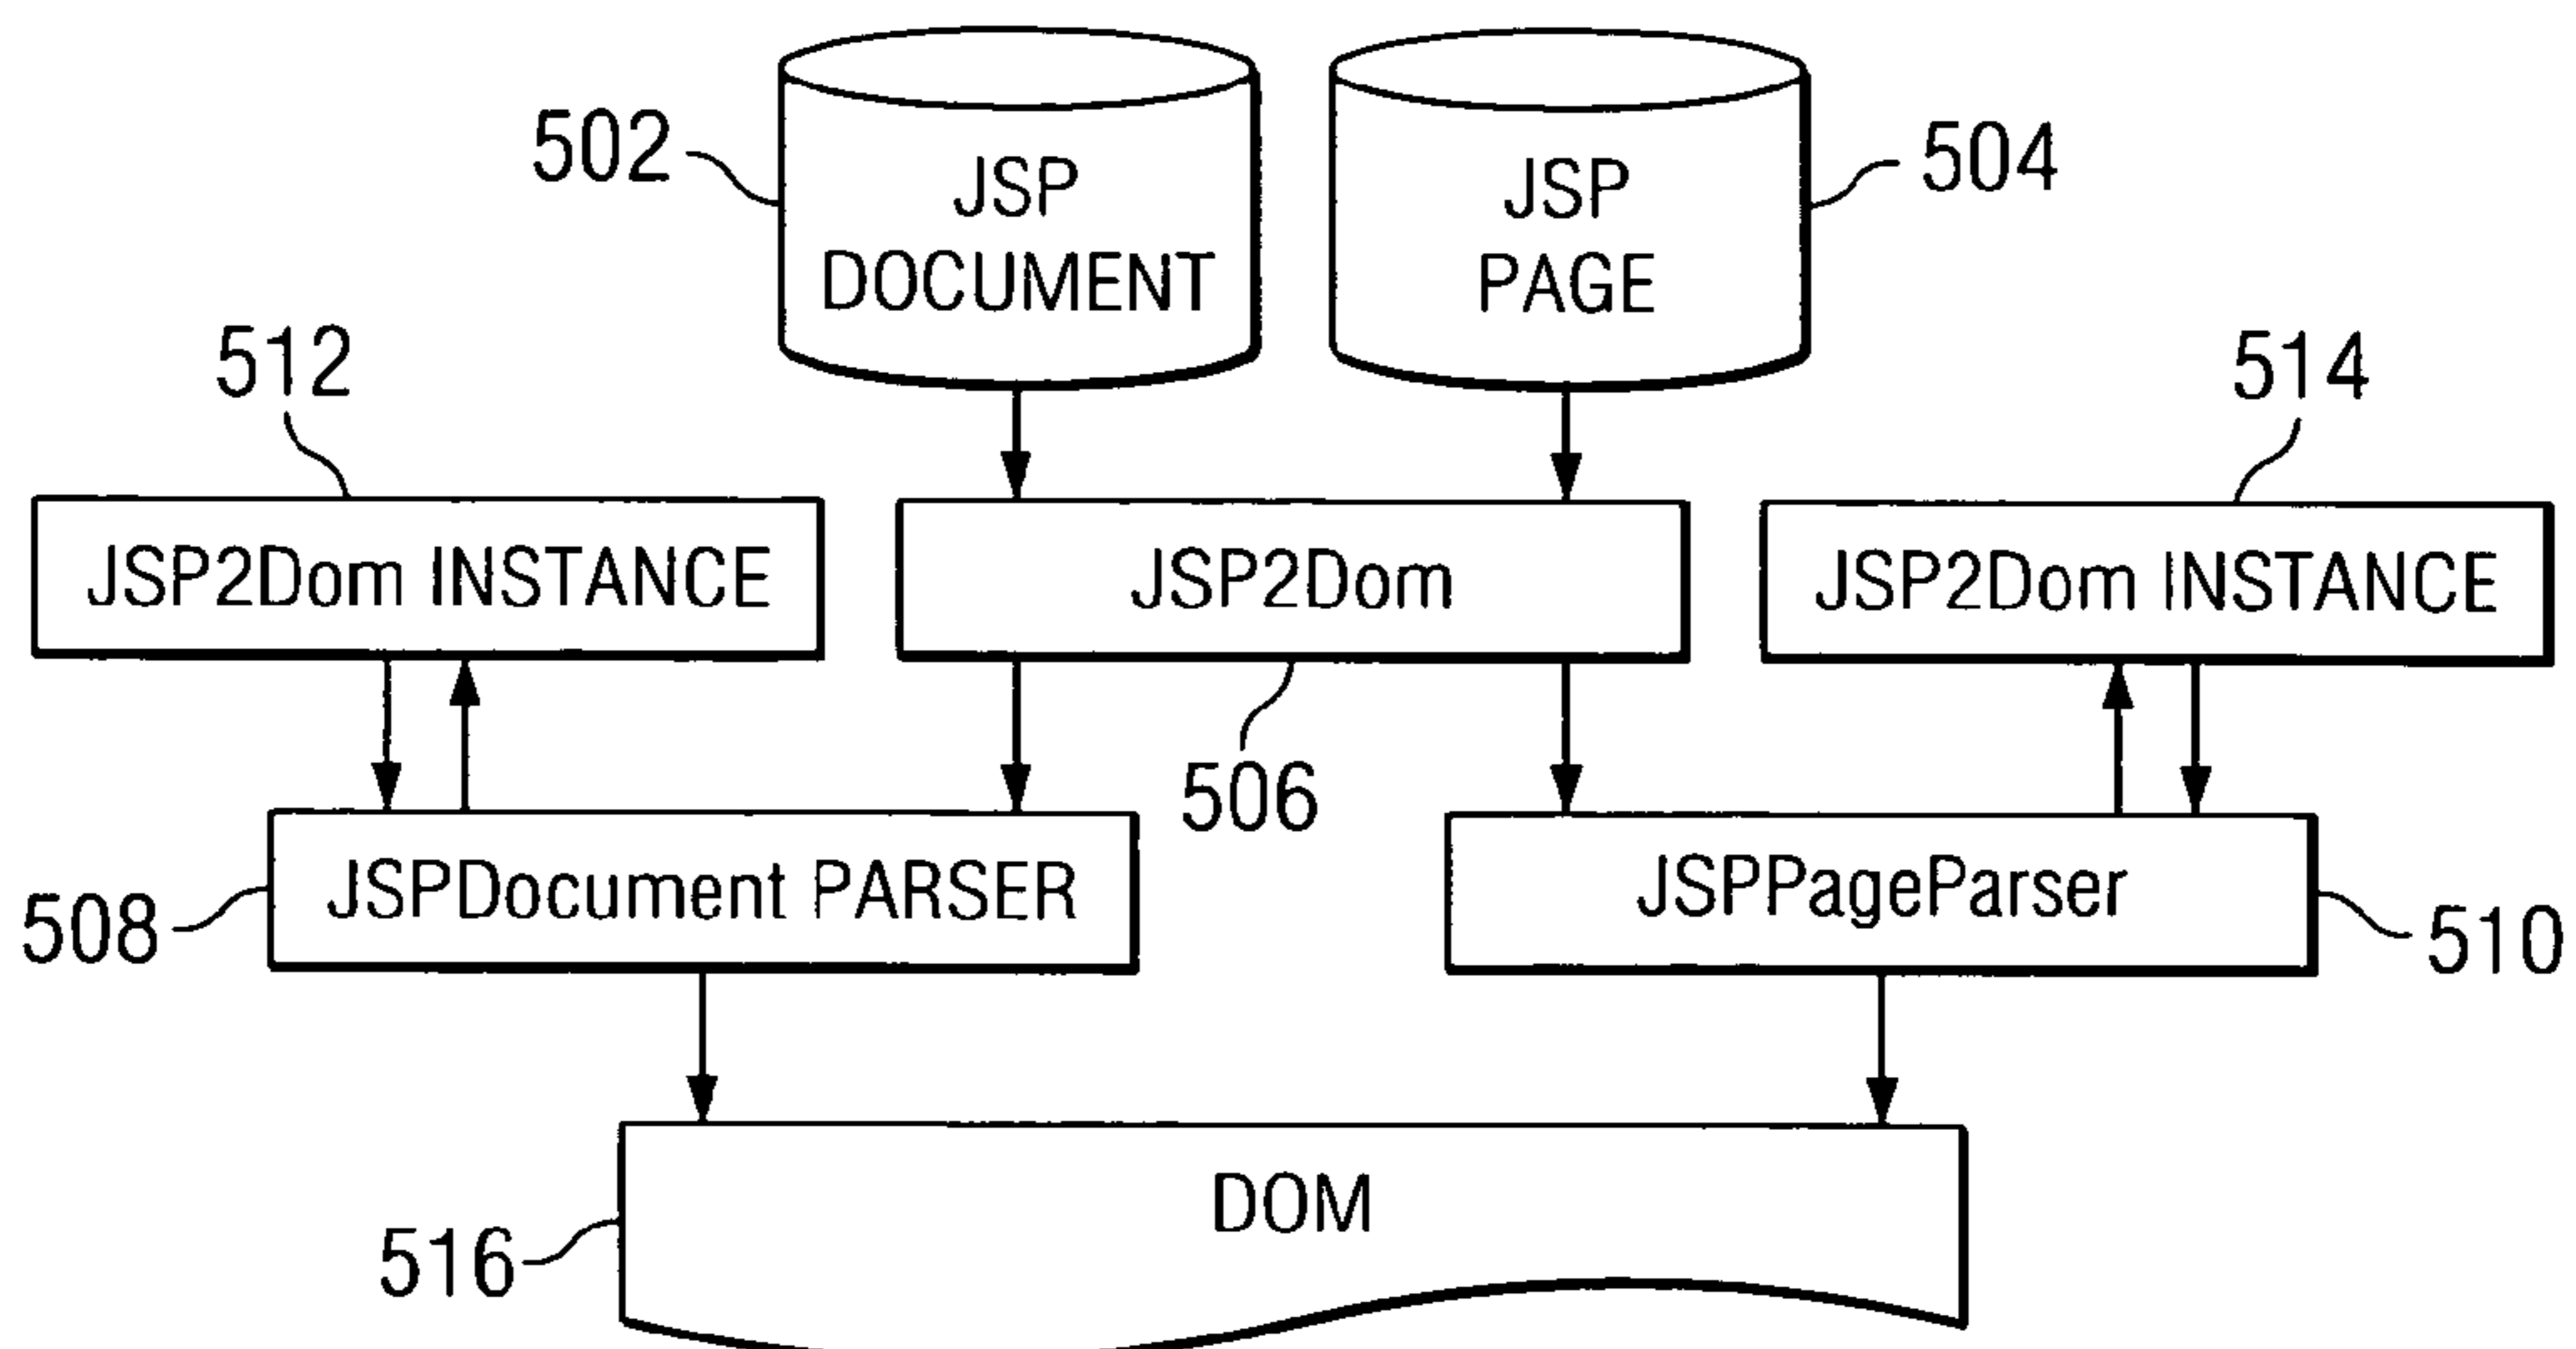 502
JSP
DOCUMENT
JSP
PAGE
504
512
514
JSP2Dom INSTANCE
JSP2Dom
JSP2Dom INSTANCE
506
508
JSPDocument PARSER
JSPPageParser
510
DOM
516